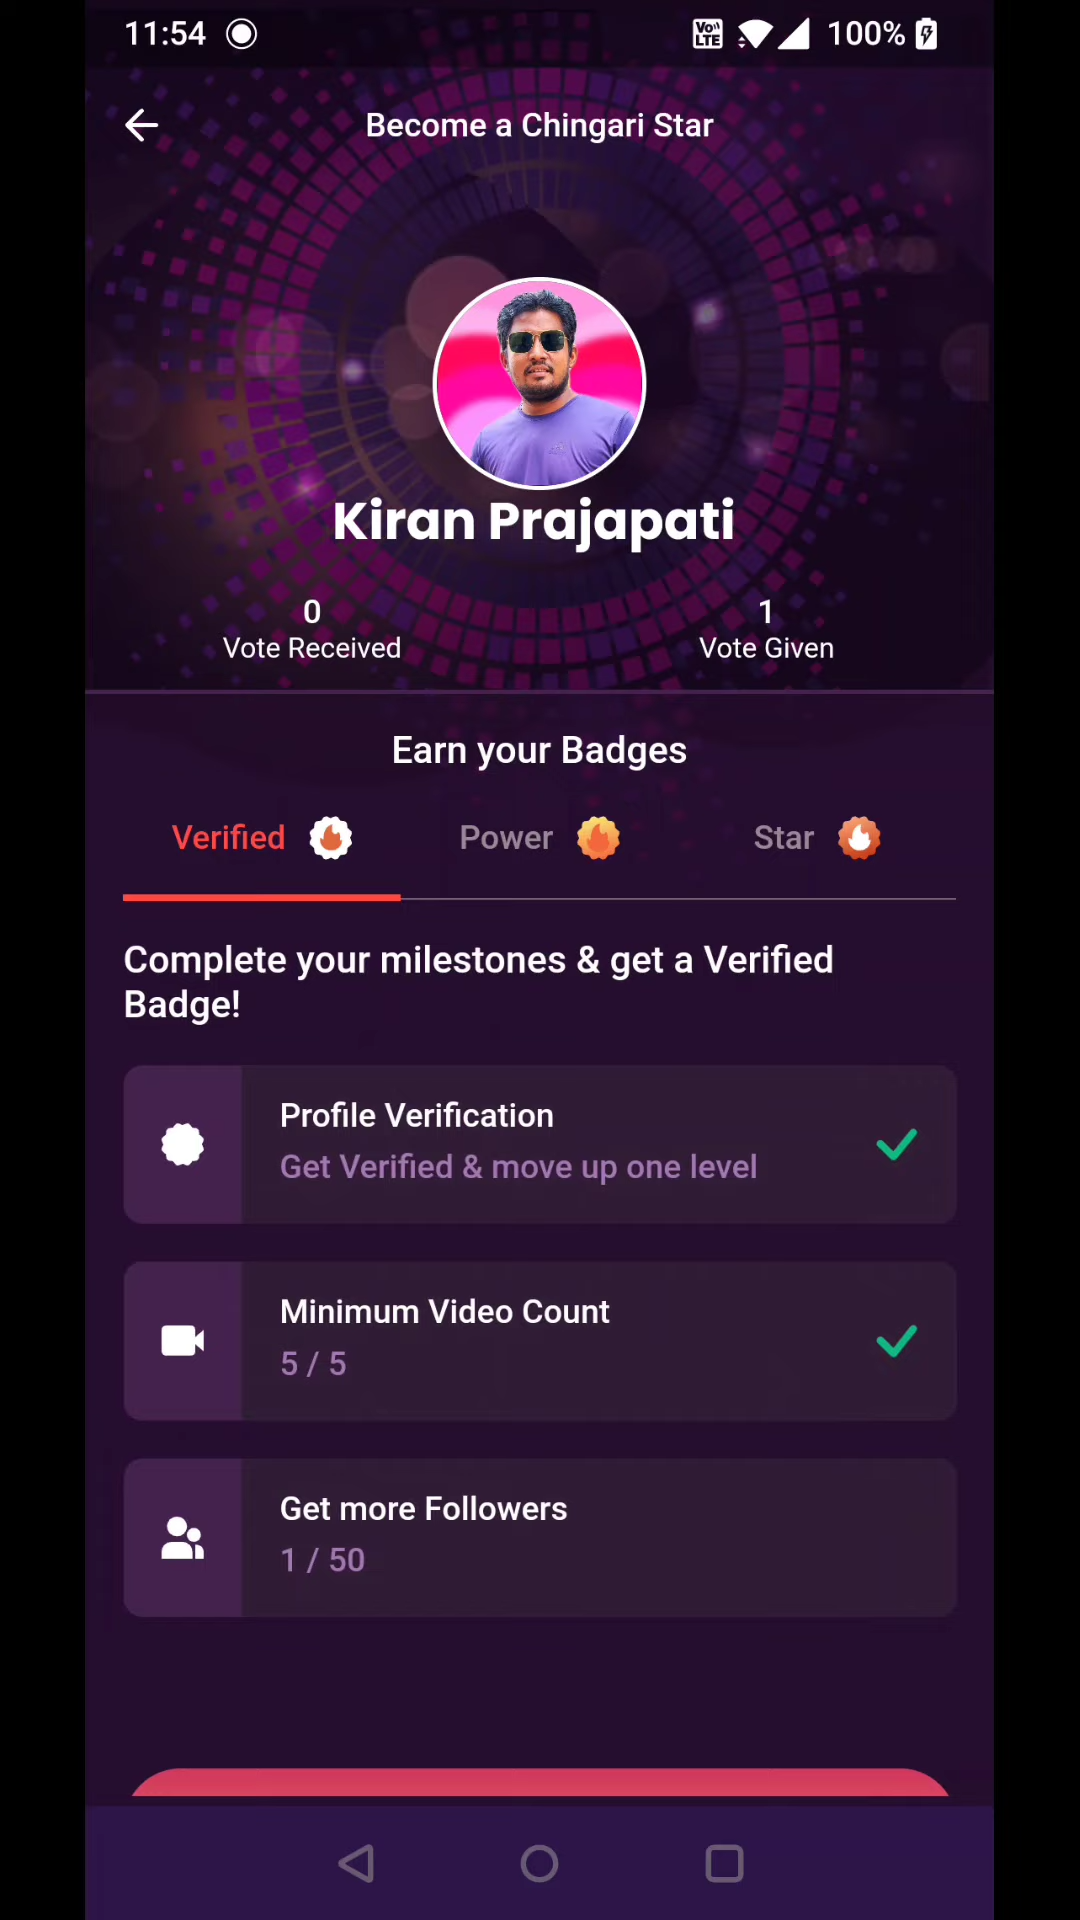 11:54
Vo)) LTE
100%
Become a Chingari Star
Kiran Prajapati
0
Vote Received
1
Vote Given
Earn your Badges
Verified
Power
Star
Complete your milestones & get a Verified
Badge!
Profile Verification
Get Verified & move up one level
Minimum Video Count
5 / 5
Get more Followers
1 / 50